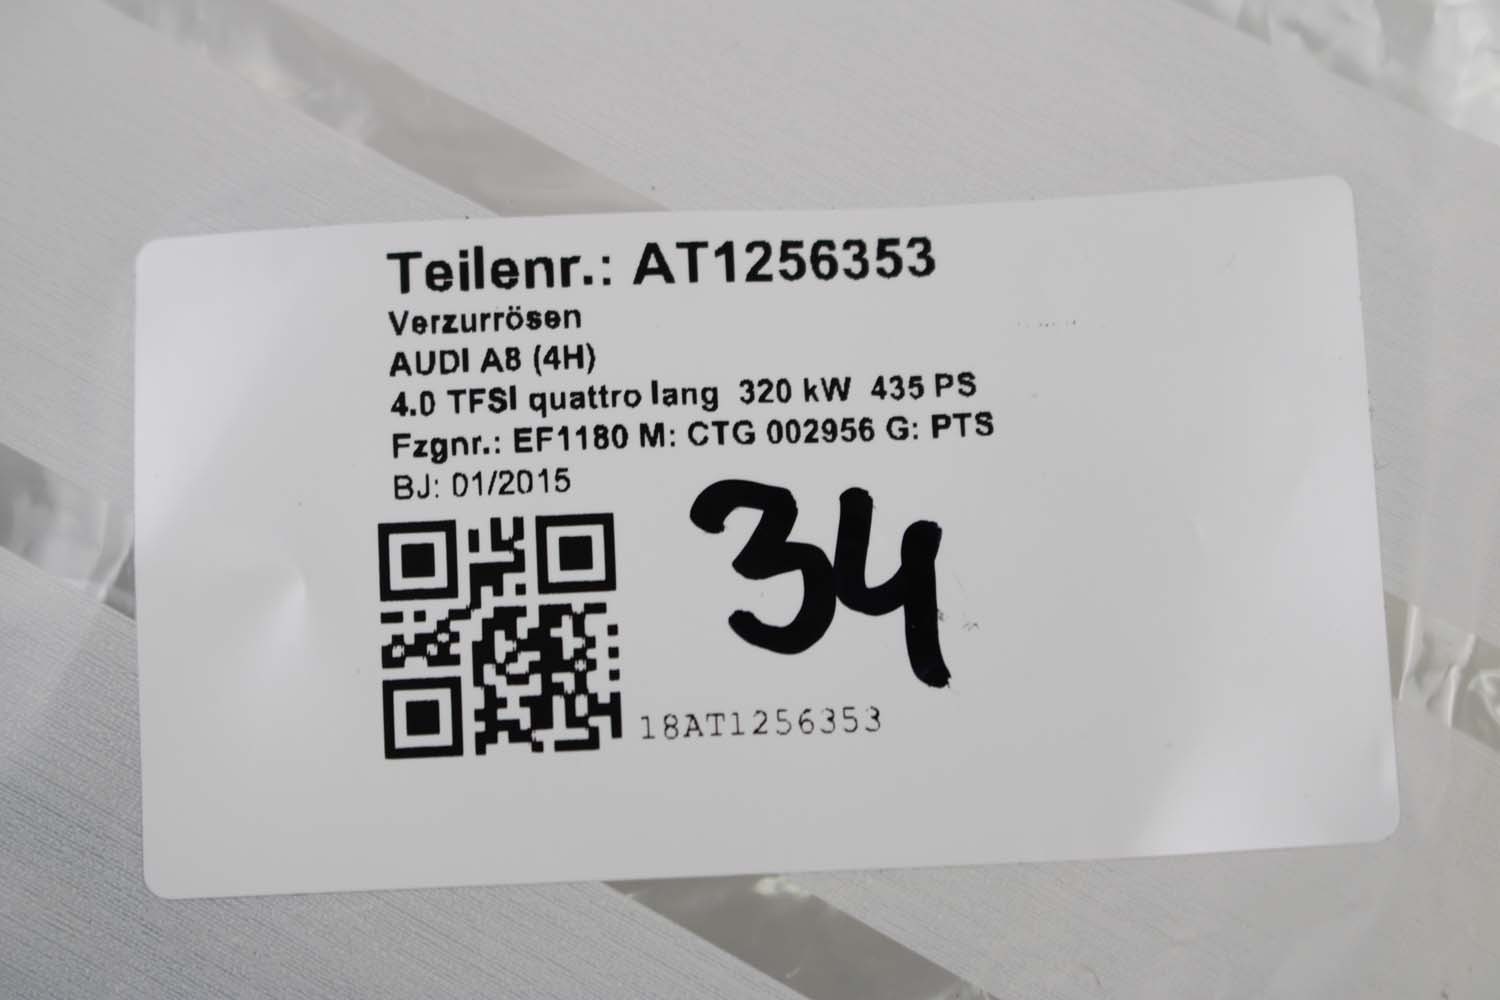 Teilenr.: AT1256353
Verzurrösen
AUDI A8 (4H)
4.0 TFSI quattro lang 320 kW 435 PS
Fzgnr.: EF1180 M: CTG 002956 G: PTS
BJ: 01/2015
34
18AT1256353